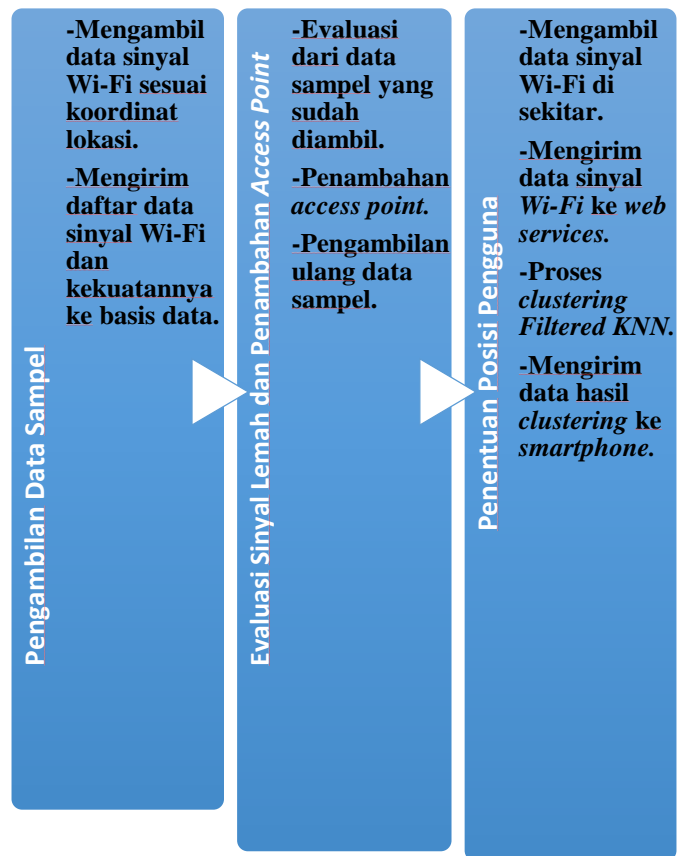 Pengambilan Data Sampel
-Mengambil
data sinyal
Wi-Fi sesuai
koordinat
lokasi.
-Mengirim
daftar data
sinyal Wi-Fi
dan
kekuatannya
ke basis data.
Evaluasi Sinyal Lemah dan Penambahan Access Point
-Evaluasi
dari data
sampel yang
sudah
diambil.
-Penambahan
access point.
-Pengambilan
ulang data
sampel.
Penentuan Posisi Pengguna
-Mengambil
data sinyal
Wi-Fi di
sekitar.
-Mengirim
data sinyal
Wi-Fi ke web
services.
-Proses
clustering
Filtered KNN.
-Mengirim
data hasil
clustering ke
smartphone.